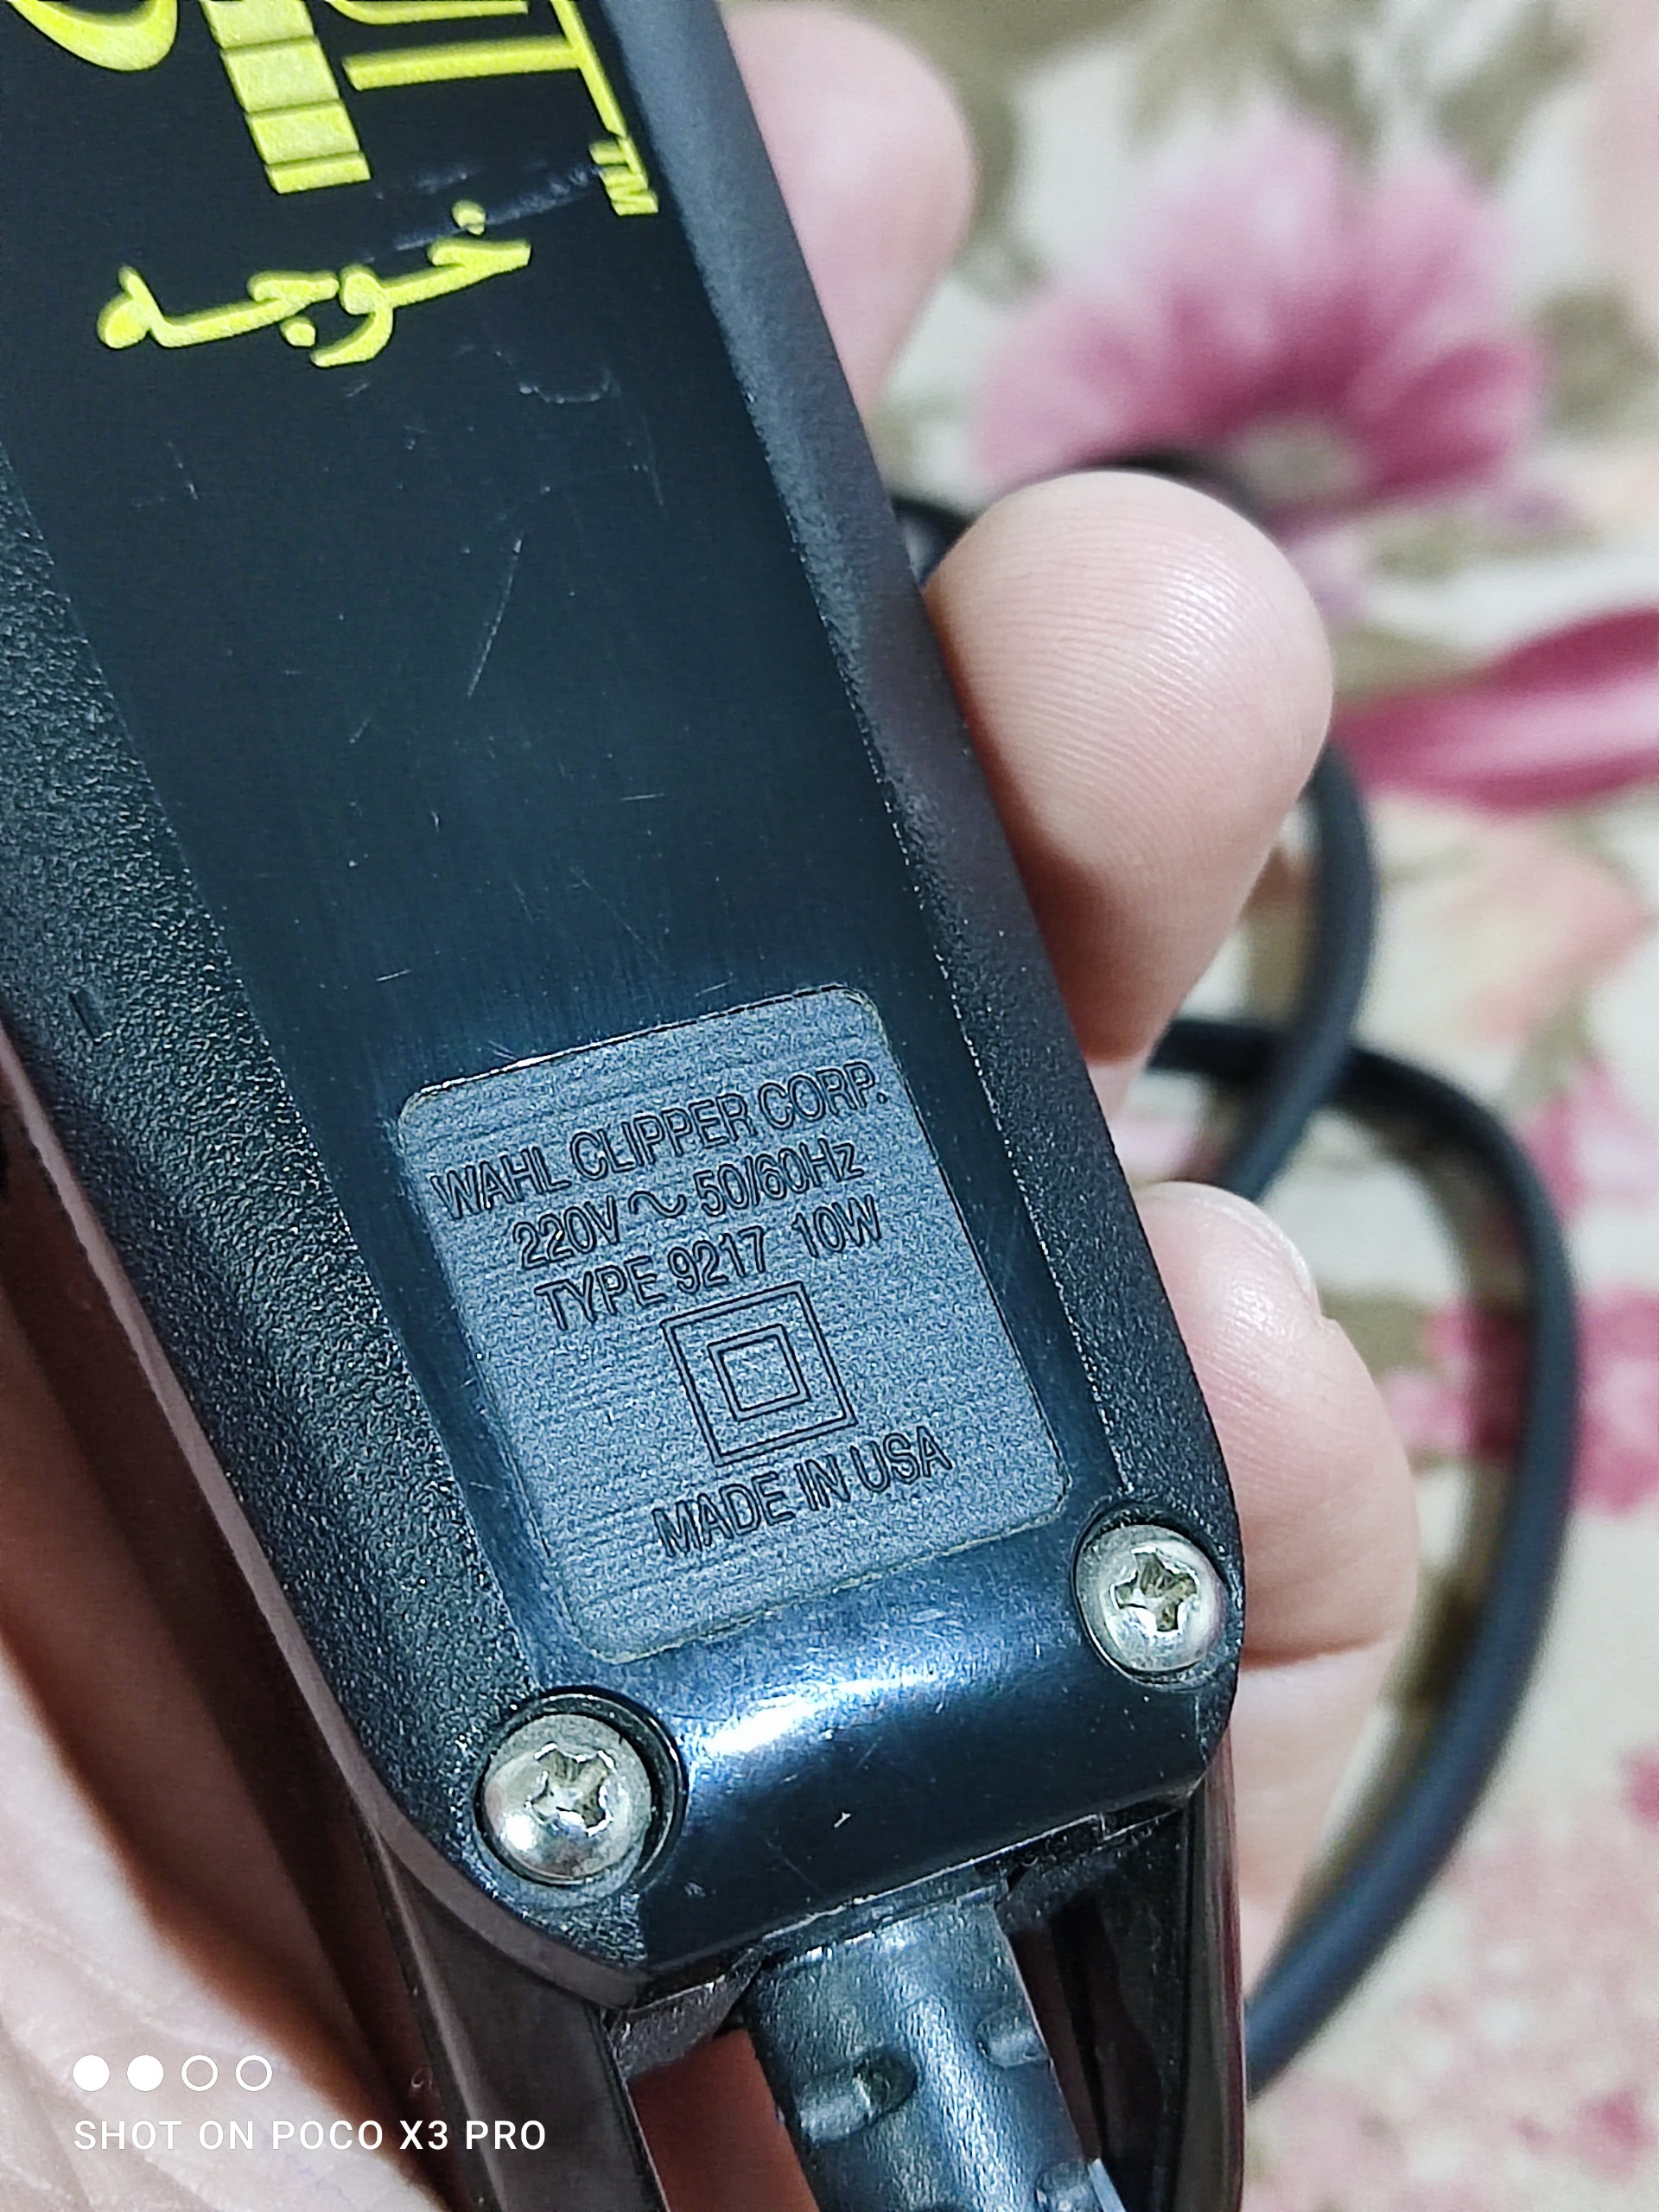 خوجه
WAHL CLIPPER CORP.
220V ~ 50/60Hz
TYPE 9217 10W
MADE IN USA
SHOT ON POCO X3 PRO